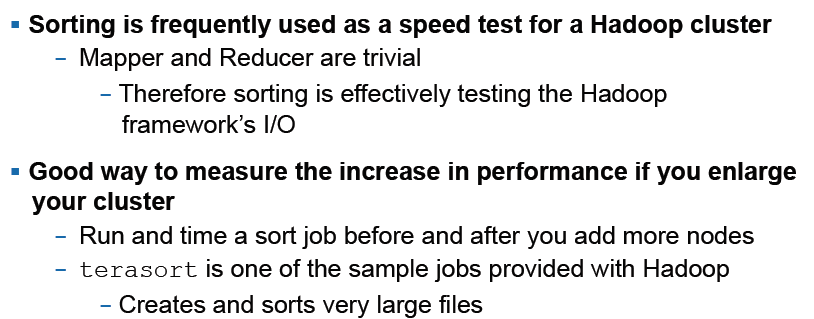 ▪ Sorting is frequently used as a speed test for a Hadoop cluster
– Mapper and Reducer are trivial
– Therefore sorting is effectively testing the Hadoop
framework’s I/O
▪ Good way to measure the increase in performance if you enlarge
your cluster
– Run and time a sort job before and after you add more nodes
– terasort is one of the sample jobs provided with Hadoop
– Creates and sorts very large files